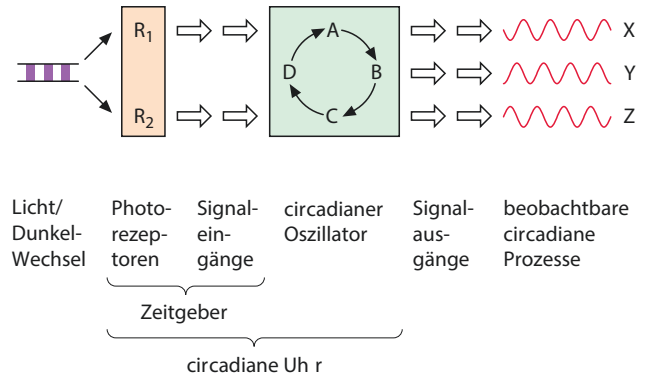 R1
R2
A
B
C
D
X
Y
Z
Licht/
Dunkel-
Wechsel
Photo-
rezep-
toren
Signal-
ein-
gänge
circadianer
Oszillator
Signal-
aus-
gänge
beobachtbare
circadiane
Prozesse
Zeitgeber
circadiane Uh r